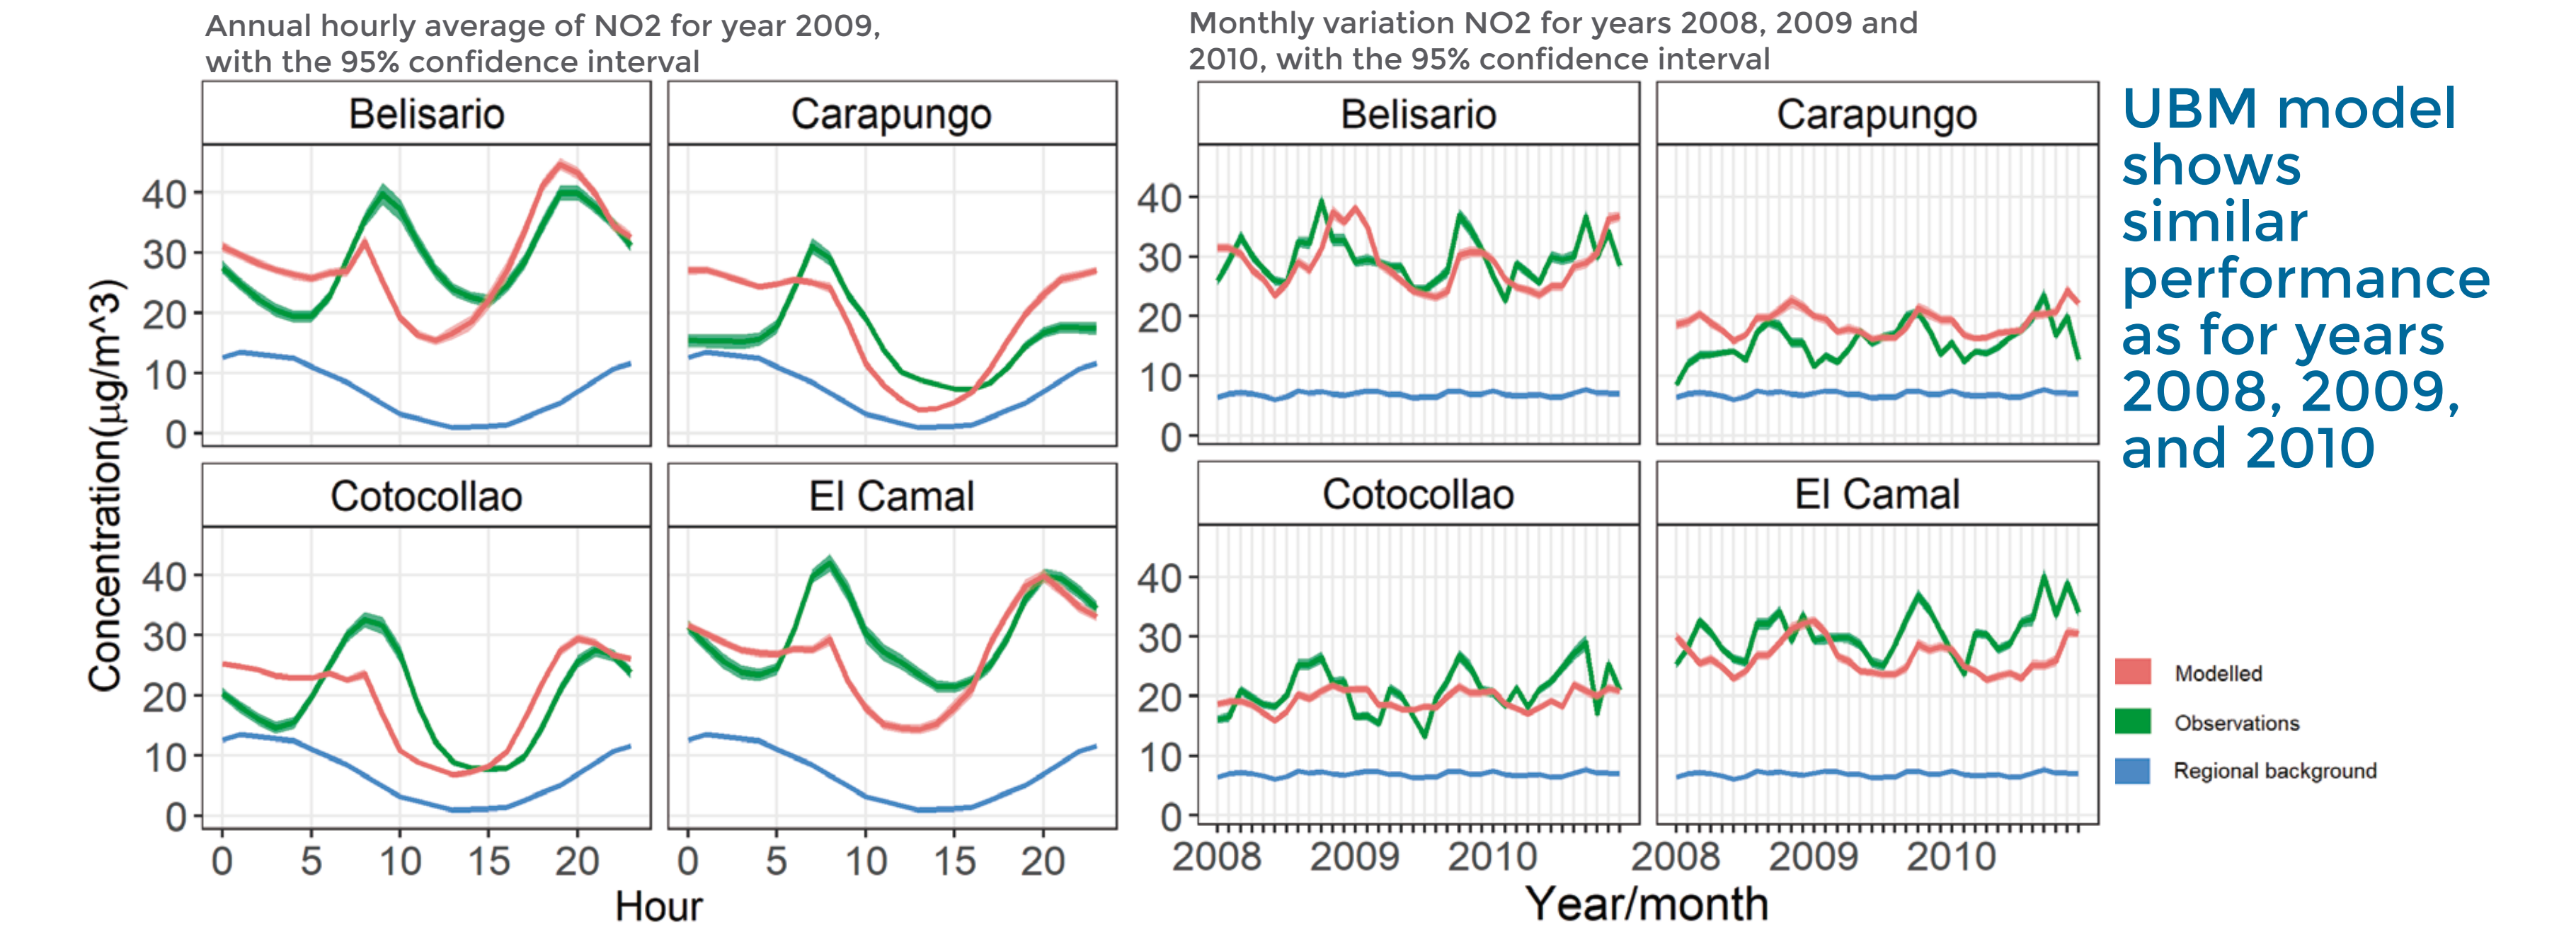 Annual hourly average of NO2 for year 2009,
with the 95% confidence interval
Belisario
Carapungo
40
30
20
10
0
Cotocollao
El Camal
40
30
20
10
0
0 5 10 15 20
0 5 10 15 20
Concentration(µg/m^3)
Hour
Monthly variation NO2 for years 2008, 2009 and
2010, with the 95% confidence interval
Belisario
Carapungo
40
30
20
10
0
Cotocollao
El Camal
40
30
20
10
0
2008 2009 2010
2008 2009 2010
Year/month
UBM model
shows
similar
performance
as for years
2008, 2009,
and 2010
Modelled
Observations
Regional background